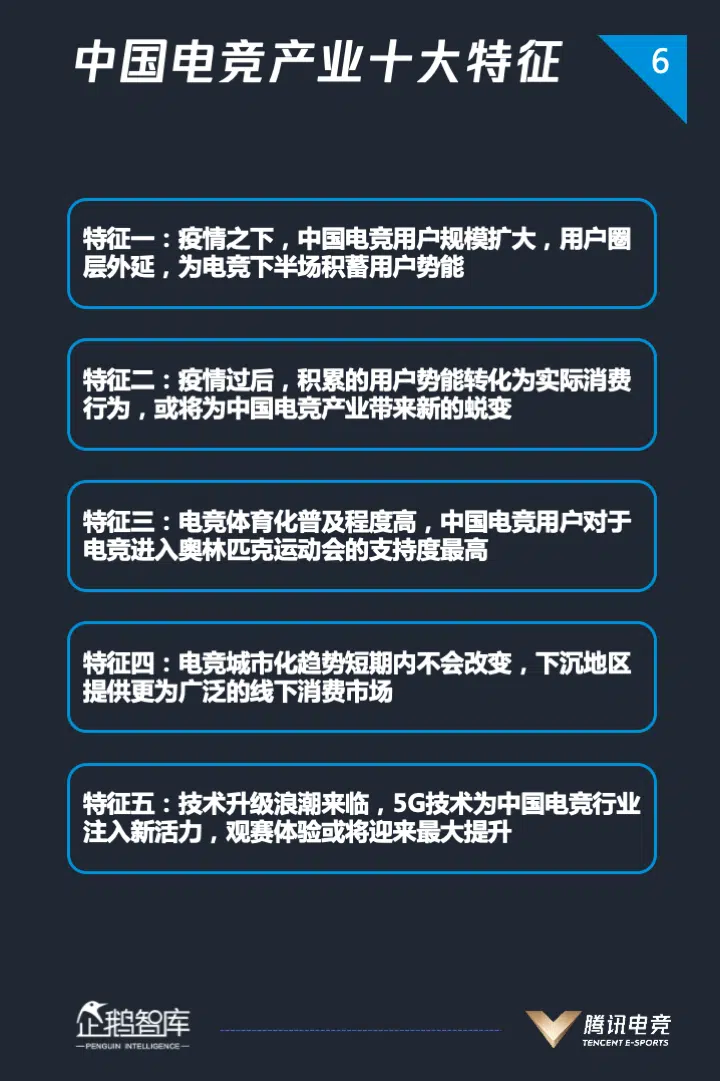 中国电竞产业十大特征
6
特征一：疫情之下，中国电竞用户规模扩大，用户圈
层外延，为电竞下半场积蓄用户势能
特征二：疫情过后，积累的用户势能转化为实际消费
行为，或将为中国电竞产业带来新的蜕变
特征三：电竞体育化普及程度高，中国电竞用户对于
电竞进入奥林匹克运动会的支持度最高
特征四：电竞城市化趋势短期内不会改变，下沉地区
提供更为广泛的线下消费市场
特征五：技术升级浪潮来临，5G技术为中国电竞行业
注入新活力，观赛体验或将迎来最大提升
企鹅智库
PENGUIN INTELLIGENCE
腾讯电竞
TENCENT E-SPORTS